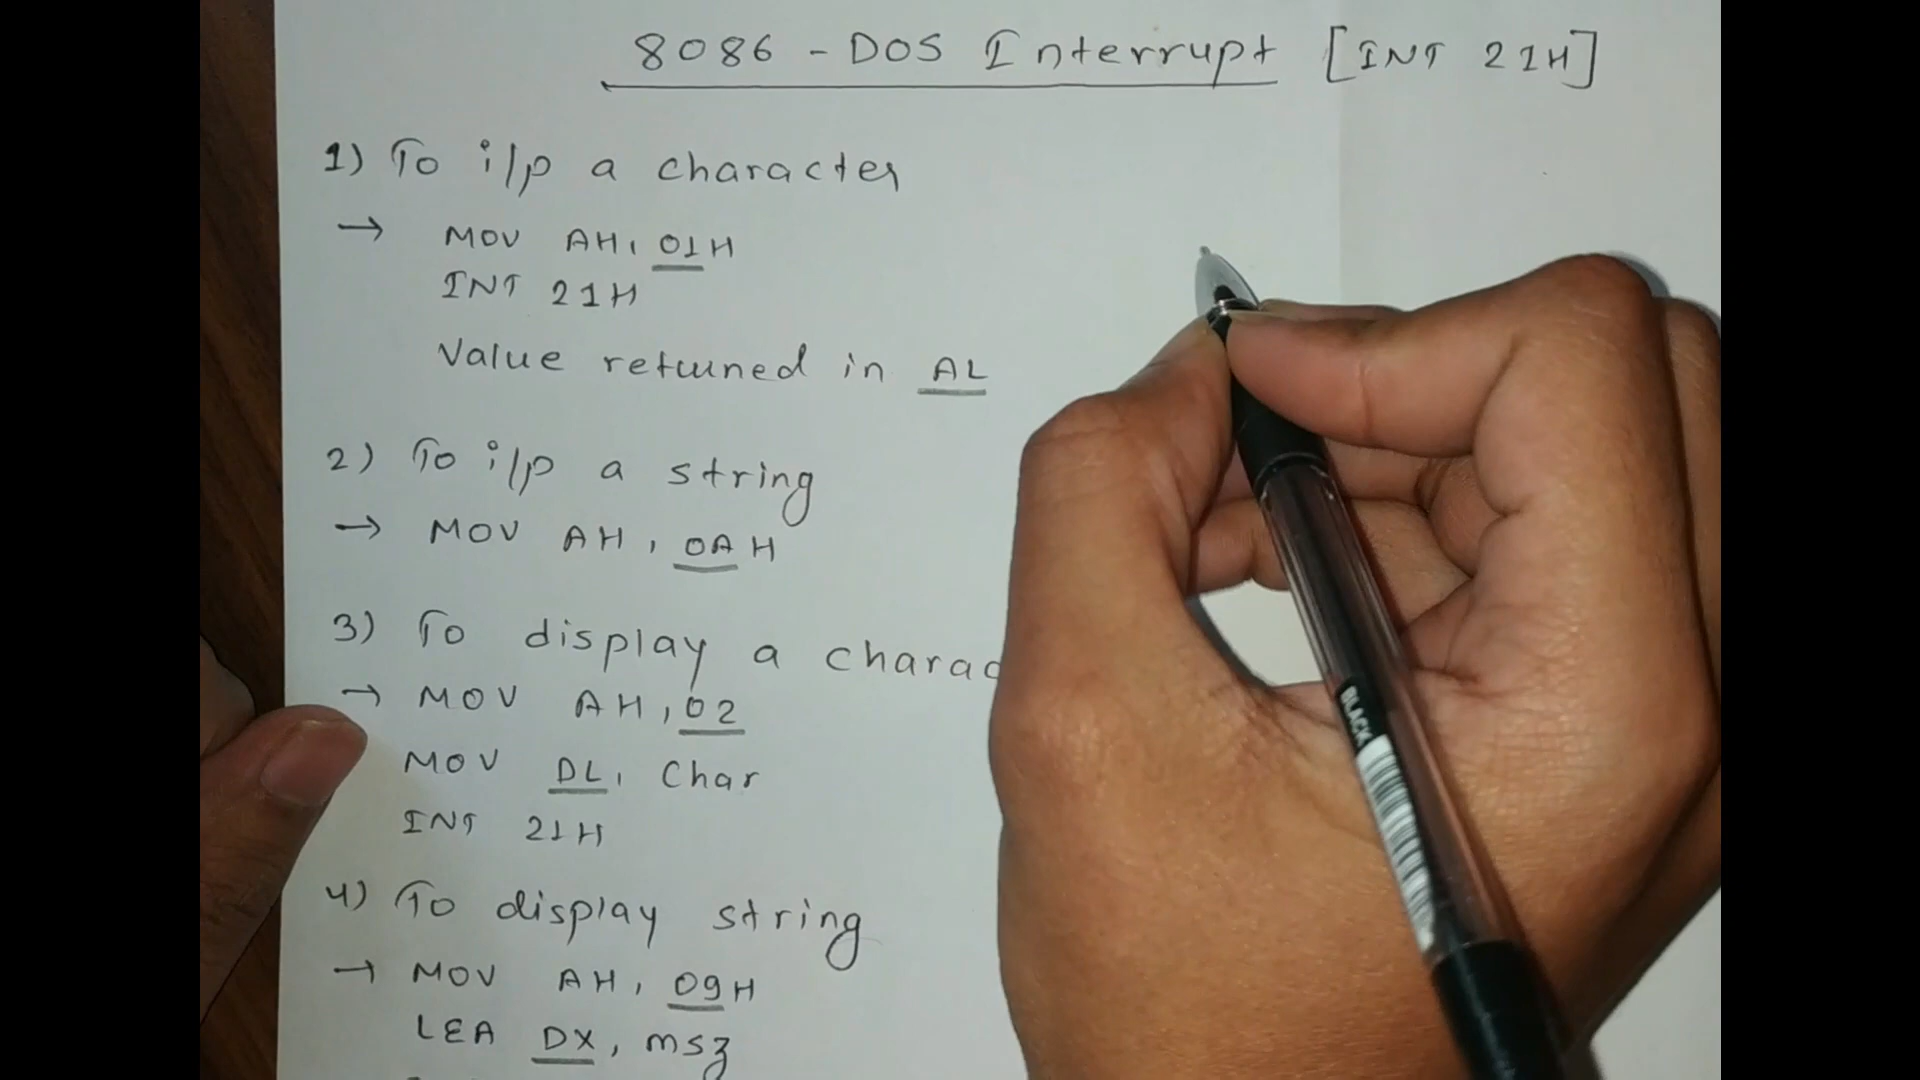 8086 - DOS Interrupt [INT 21H]
1) To i/p a character
→ MOV AH, 01H
INT 21H
Value returned in AL
2) To i/p a string
→ MOV AH, 0AH
3) To display a charac
→ MOV AH, 02
MOV DL, Char
INT 21H
4) To display string
→ MOV AH, 09H
LEA DX, msg
BLACK